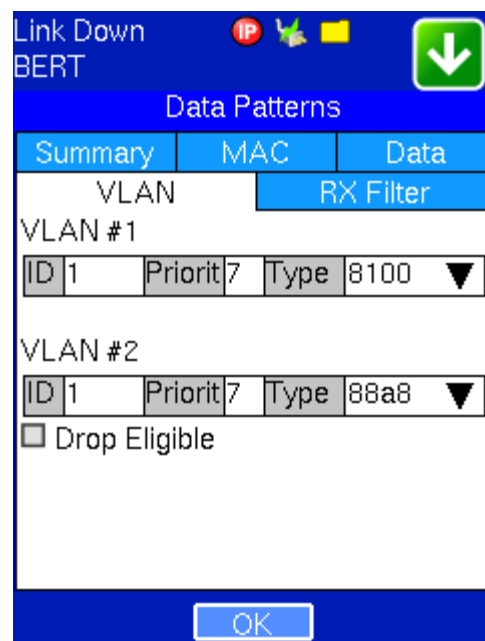 Link Down
IP
BERT
Data Patterns
Summary MAC Data
VLAN RX Filter
VLAN #1
ID 1 Priorit 7 Type 8100
VLAN #2
ID 1 Priorit 7 Type 88a8
Drop Eligible
OK